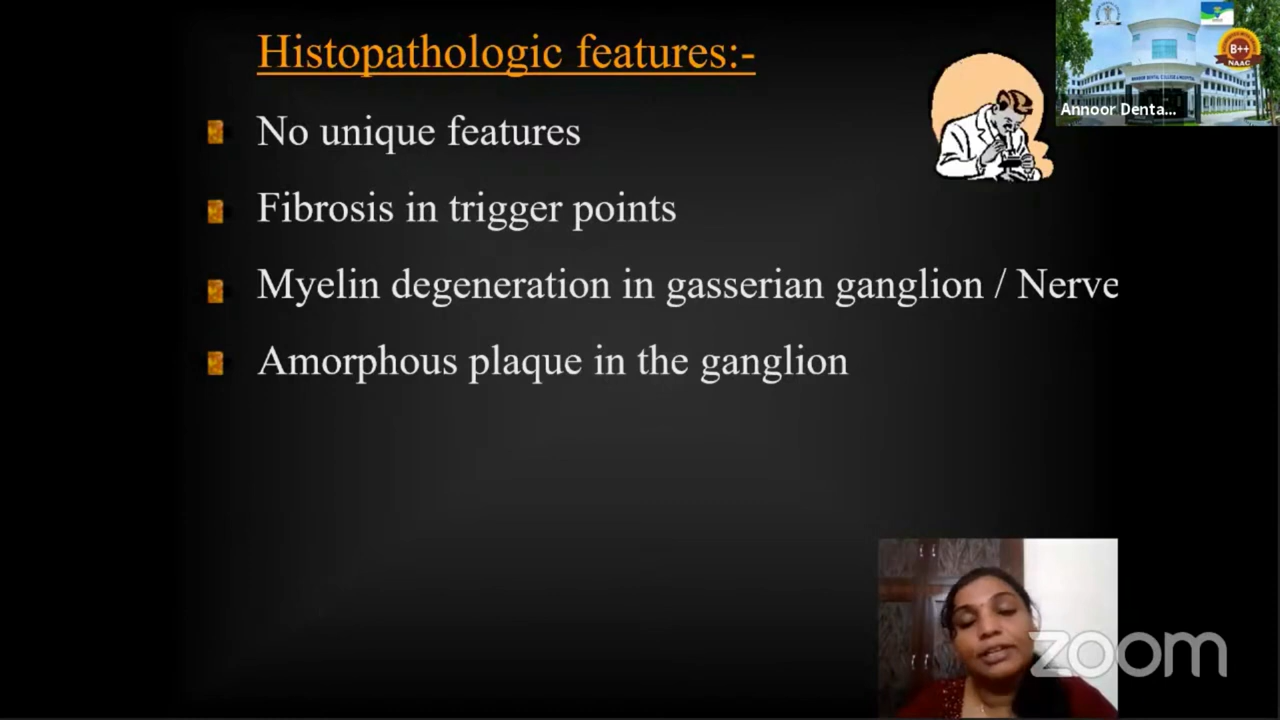 Histopathologic features:-
No unique features
Fibrosis in trigger points
Myelin degeneration in gasserian ganglion / Nerve
Amorphous plaque in the ganglion
B++
NAAC
Annoor Denta...
zoom